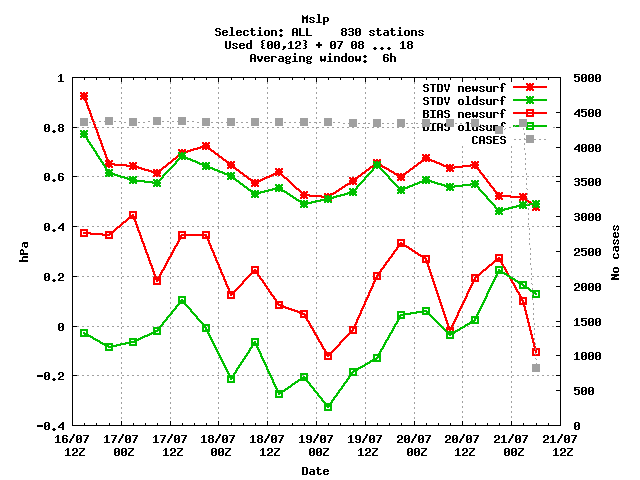 Mslp
Selection: ALL    830 stations
Used {00,12} + 07 08 ... 18
Averaging window:  6h
STDV newsurf
STDV oldsurf
BIAS newsurf
BIAS oldsurf
CASES
hPa
1
0.8
0.6
0.4
0.2
0
-0.2
-0.4
No cases
5000
4500
4000
3500
3000
2500
2000
1500
1000
500
0
16/07 17/07 17/07 18/07 18/07 19/07 19/07 20/07 20/07 21/07 21/07
12Z 00Z 12Z 00Z 12Z 00Z 12Z 00Z 12Z 00Z 12Z
Date